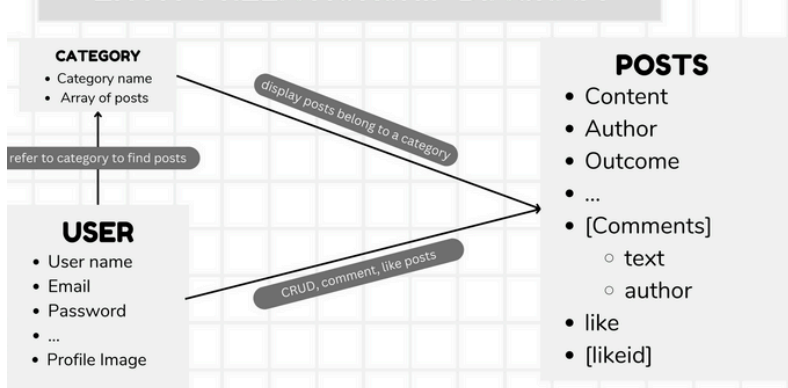 CATEGORY
• Category name
• Array of posts
display posts belong to a category
refer to category to find posts
USER
• User name
• Email
• Password
• ...
• Profile Image
CRUD, comment, like posts
POSTS
• Content
• Author
• Outcome
• ...
• [Comments]
○ text
○ author
• like
• [likeid]